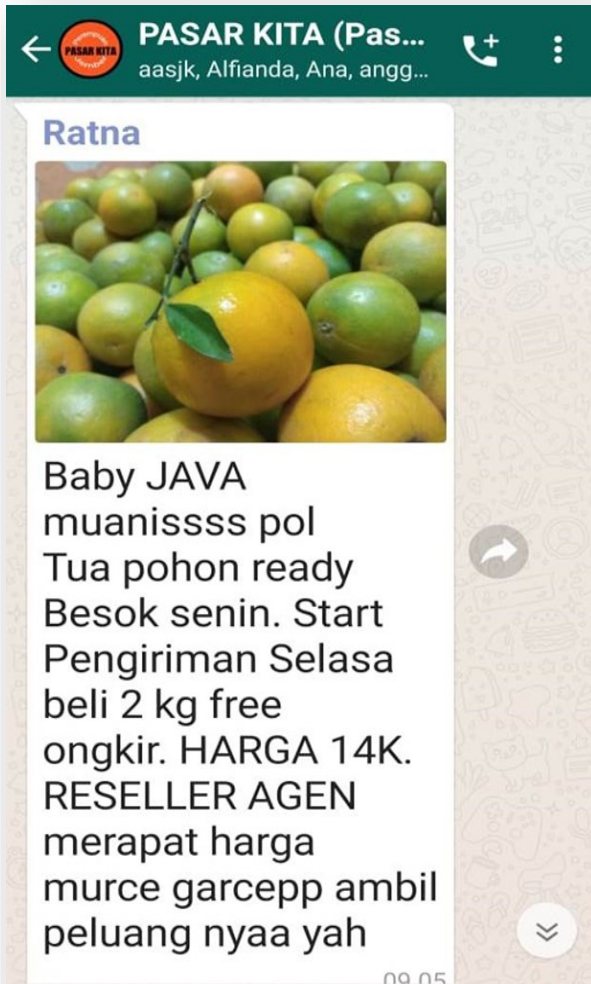 PASAR KITA (Pas...
aasjk, Alfianda, Ana, angg...
PASAR KITA
Ratna
Baby JAVA
muanissss pol
Tua pohon ready
Besok senin. Start
Pengiriman Selasa
beli 2 kg free
ongkir. HARGA 14K.
RESELLER AGEN
merapat harga
murce garcepp ambil
peluang nyaa yah
09.05